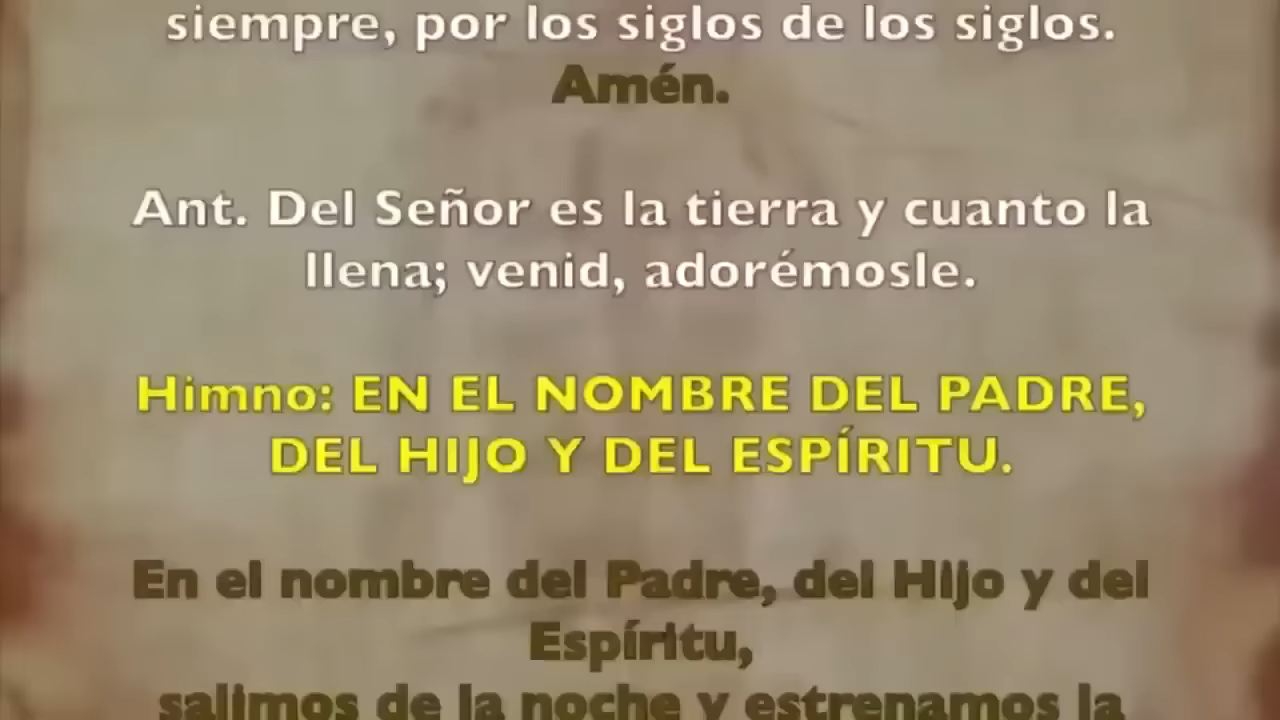 siempre, por los siglos de los siglos.
Amén.
Ant. Del Señor es la tierra y cuanto la
llena; venid, adorémosle.
Himno: EN EL NOMBRE DEL PADRE,
DEL HIJO Y DEL ESPÍRITU.
En el nombre del Padre, del Hijo y del
Espíritu,
salimos de la noche y estrenamos la